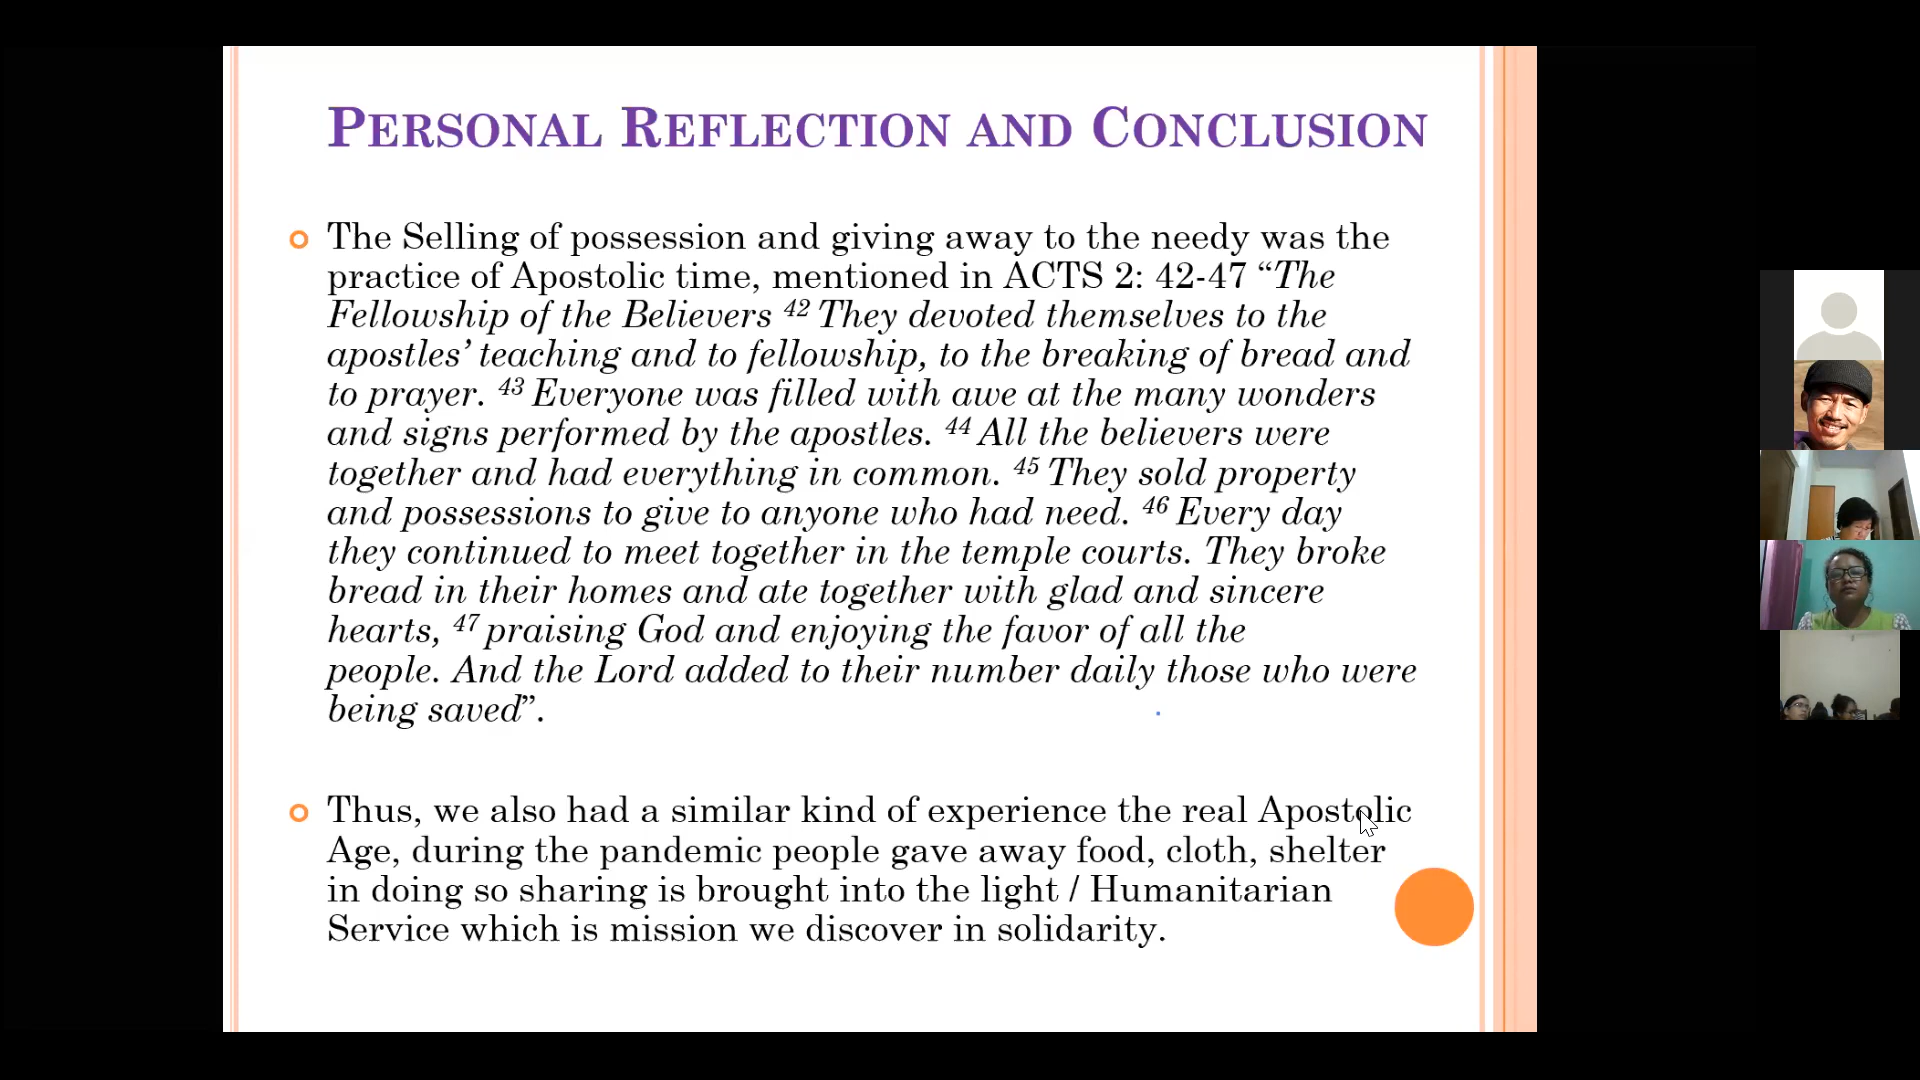 PERSONAL REFLECTION AND CONCLUSION
The Selling of possession and giving away to the needy was the
practice of Apostolic time, mentioned in ACTS 2: 42-47 “The
Fellowship of the Believers 42 They devoted themselves to the
apostles’ teaching and to fellowship, to the breaking of bread and
to prayer. 43 Everyone was filled with awe at the many wonders
and signs performed by the apostles. 44 All the believers were
together and had everything in common. 45 They sold property
and possessions to give to anyone who had need. 46 Every day
they continued to meet together in the temple courts. They broke
bread in their homes and ate together with glad and sincere
hearts, 47 praising God and enjoying the favor of all the
people. And the Lord added to their number daily those who were
being saved”.
Thus, we also had a similar kind of experience the real Apostolic
Age, during the pandemic people gave away food, cloth, shelter
in doing so sharing is brought into the light / Humanitarian
Service which is mission we discover in solidarity.